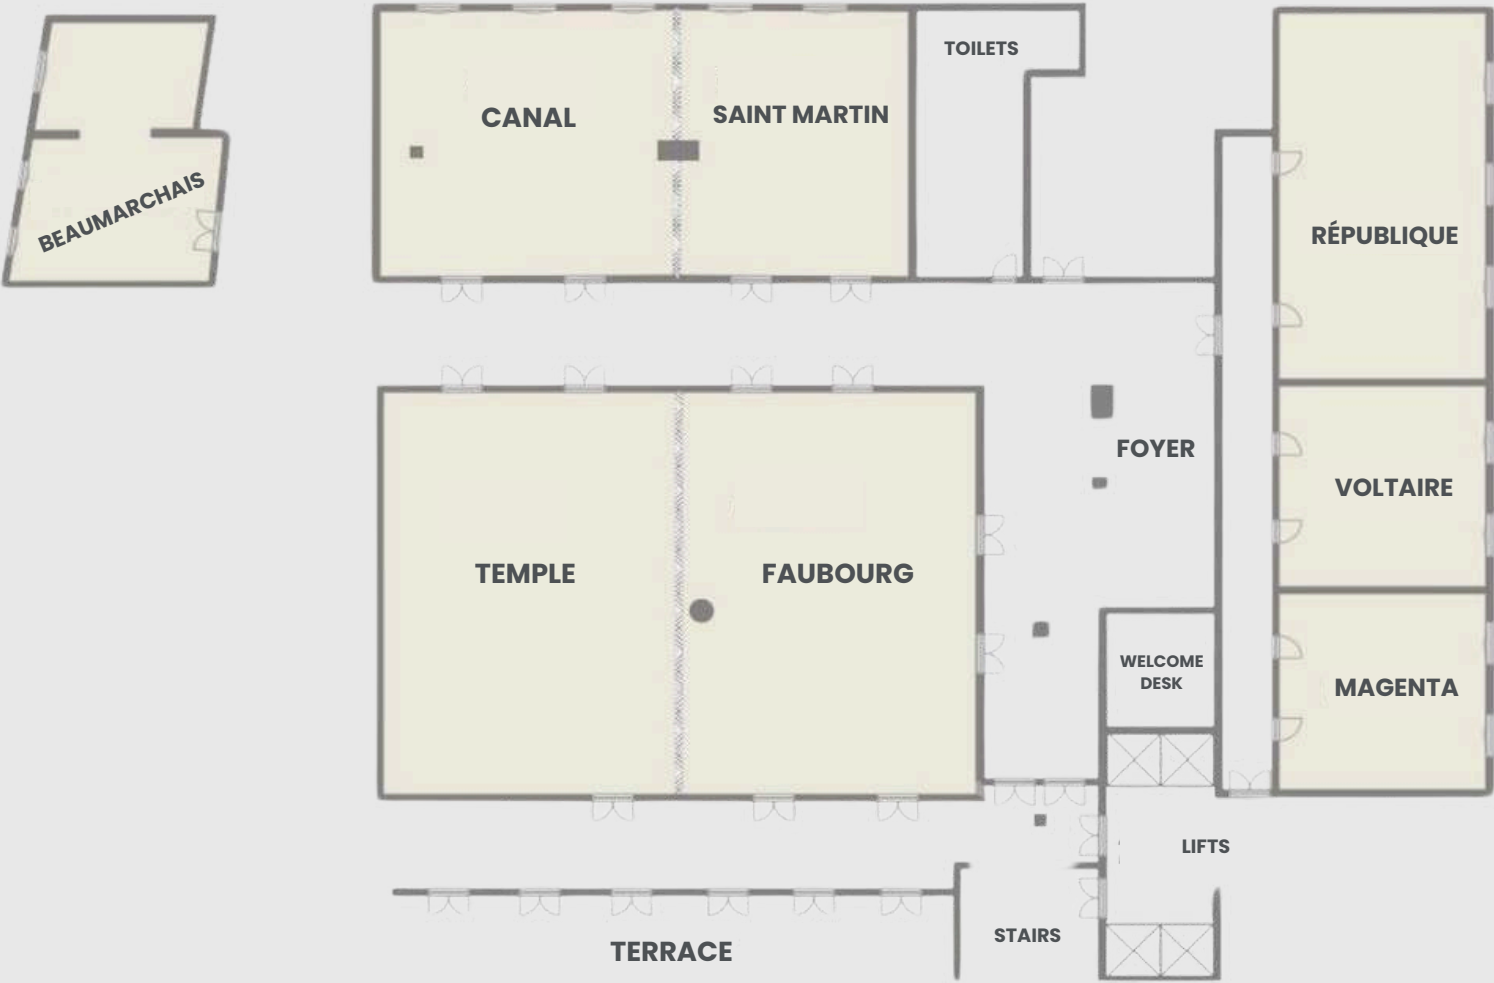 TOILETS
CANAL
SAINT MARTIN
BEAUMARCHAIS
RÉPUBLIQUE
FOYER
VOLTAIRE
TEMPLE
FAUBOURG
WELCOME
DESK
MAGENTA
LIFTS
STAIRS
TERRACE